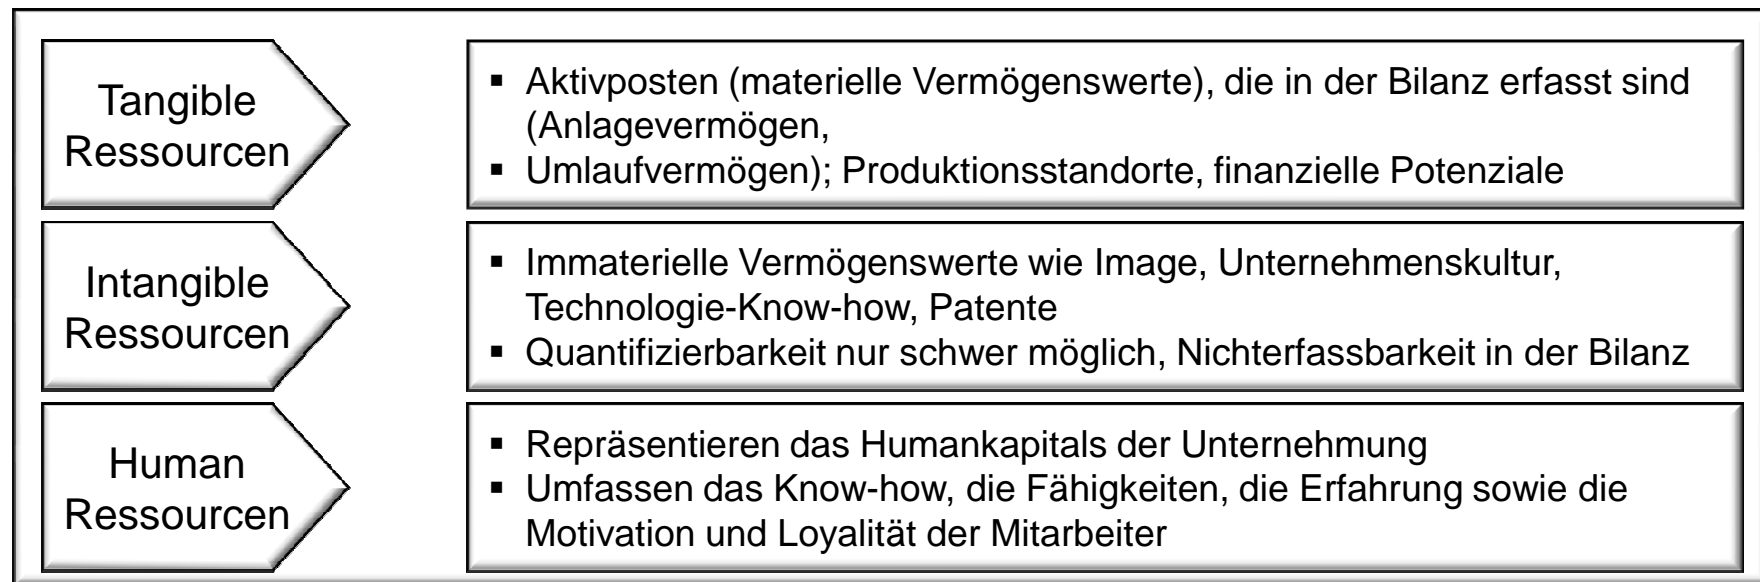 Tangible
Ressourcen
▪ Aktivposten (materielle Vermögenswerte), die in der Bilanz erfasst sind
(Anlagevermögen,
▪ Umlaufvermögen); Produktionsstandorte, finanzielle Potenziale
Intangible
Ressourcen
▪ Immaterielle Vermögenswerte wie Image, Unternehmenskultur,
Technologie-Know-how, Patente
▪ Quantifizierbarkeit nur schwer möglich, Nichterfassbarkeit in der Bilanz
Human
Ressourcen
▪ Repräsentieren das Humankapitals der Unternehmung
▪ Umfassen das Know-how, die Fähigkeiten, die Erfahrung sowie die
Motivation und Loyalität der Mitarbeiter